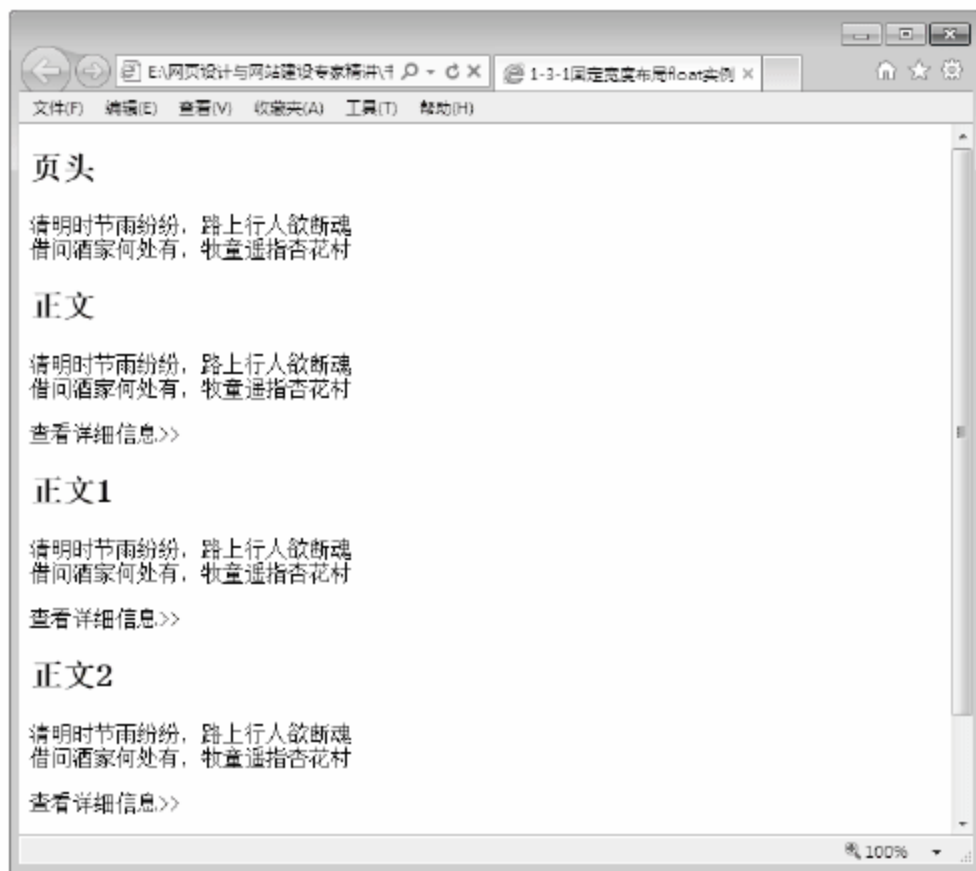 E:\网页设计与网站建设专家精讲\
1-3-1固定宽度布局float实例
文件(F) 编辑(E) 查看(V) 收藏夹(A) 工具(T) 帮助(H)
页头
清明时节雨纷纷，路上行人欲断魂
借问酒家何处有，牧童遥指杏花村
正文
清明时节雨纷纷，路上行人欲断魂
借问酒家何处有，牧童遥指杏花村
查看详细信息>>
正文1
清明时节雨纷纷，路上行人欲断魂
借问酒家何处有，牧童遥指杏花村
查看详细信息>>
正文2
清明时节雨纷纷，路上行人欲断魂
借问酒家何处有，牧童遥指杏花村
查看详细信息>>
100%